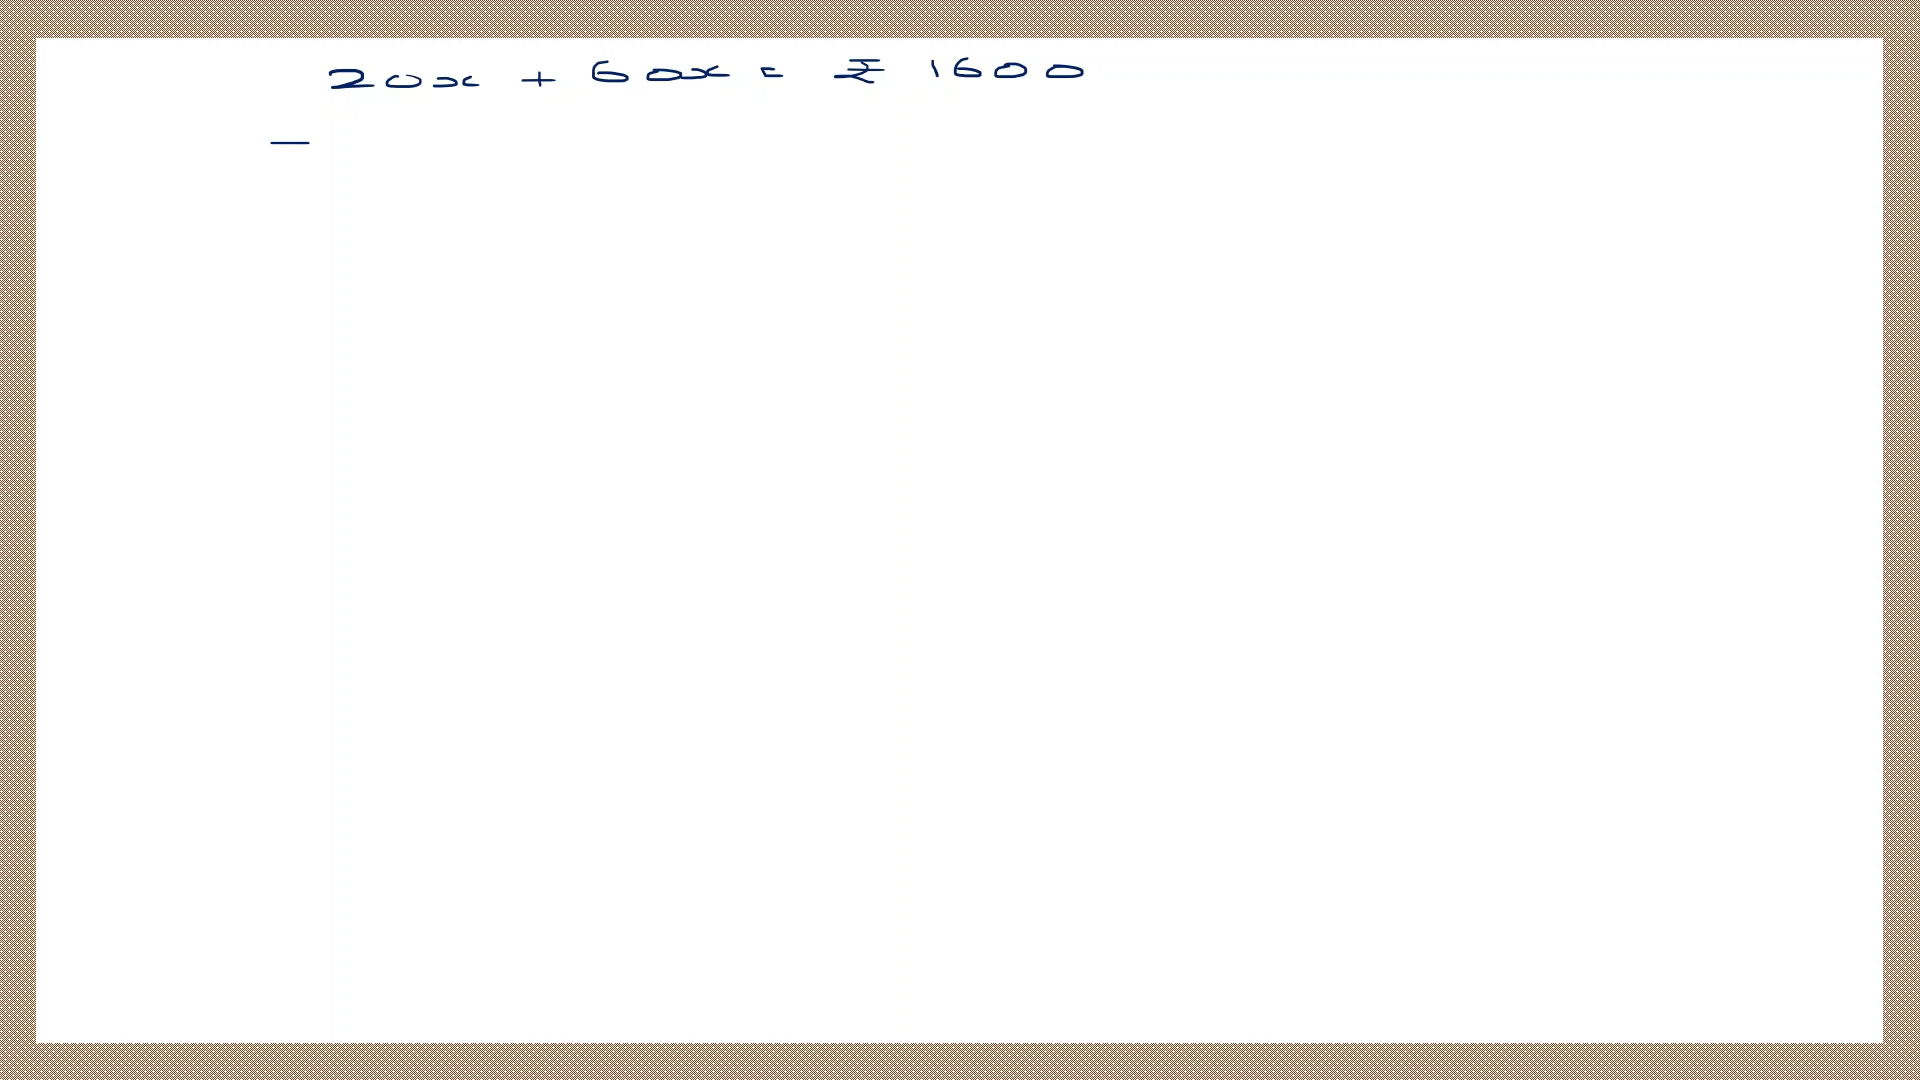 20x + 60x = ₹ 1600